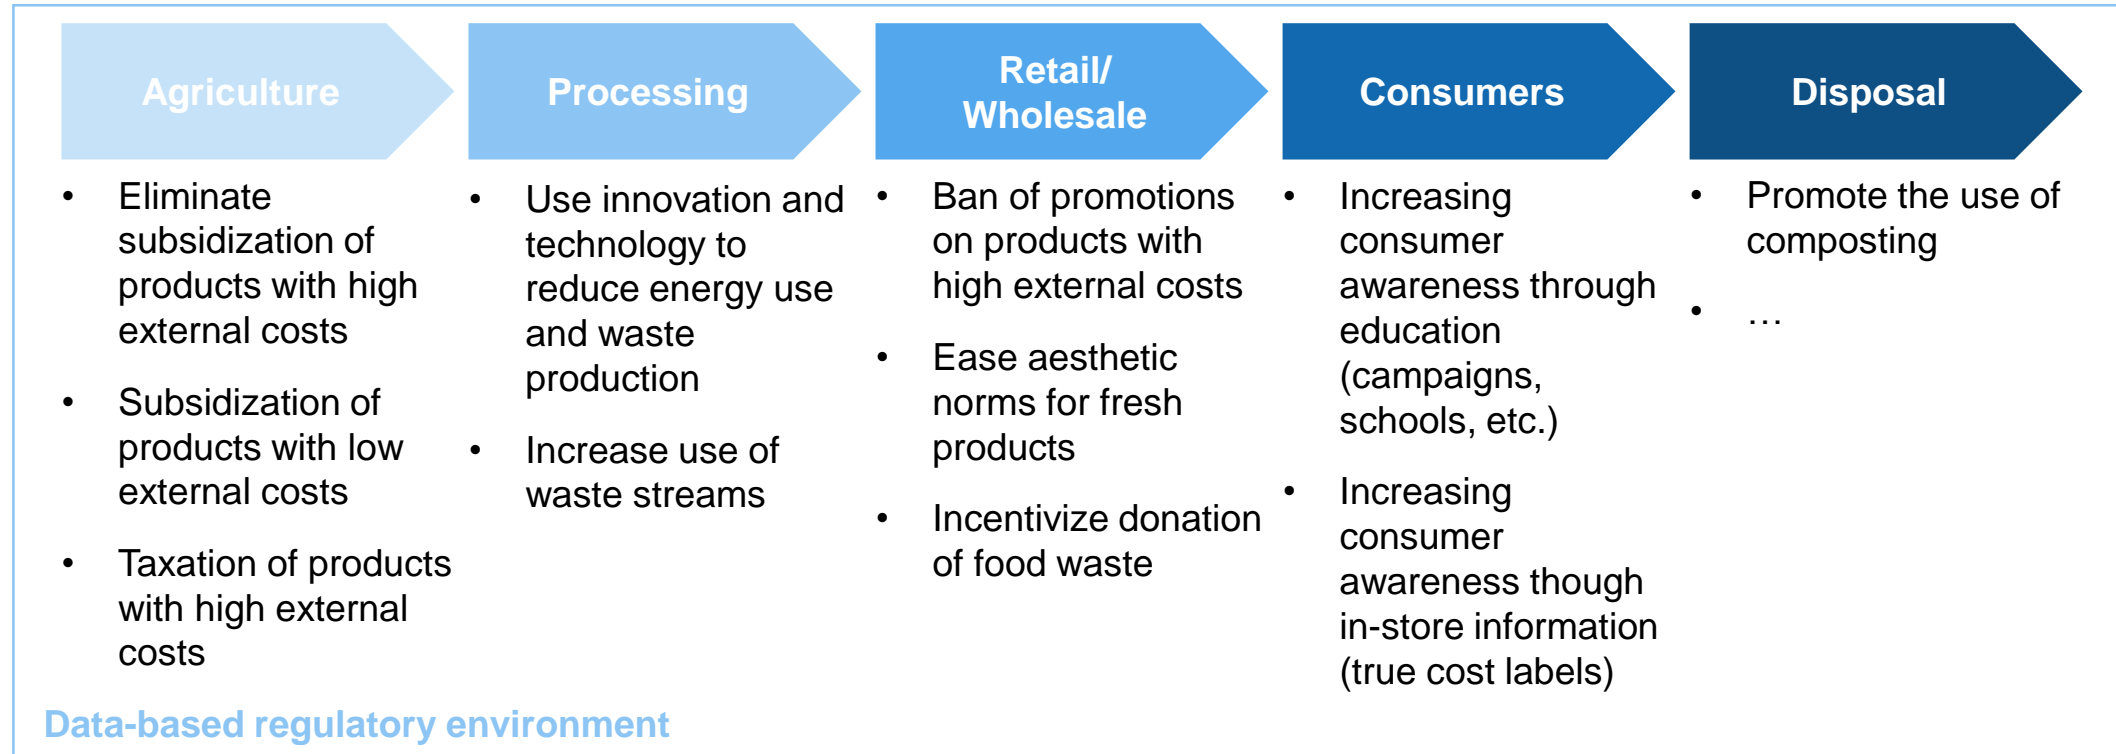 Agriculture
Processing
Retail/
Wholesale
Consumers
Disposal
• Eliminate
subsidization of
products with high
external costs
• Subsidization of
products with low
external costs
• Taxation of products
with high external
costs
• Use innovation and
technology to
reduce energy use
and waste
production
• Increase use of
waste streams
• Ban of promotions
on products with
high external costs
• Ease aesthetic
norms for fresh
products
• Incentivize donation
of food waste
• Increasing
consumer
awareness through
education
(campaigns,
schools, etc.)
• Increasing
consumer
awareness though
in-store information
(true cost labels)
• Promote the use of
composting
• …
Data-based regulatory environment